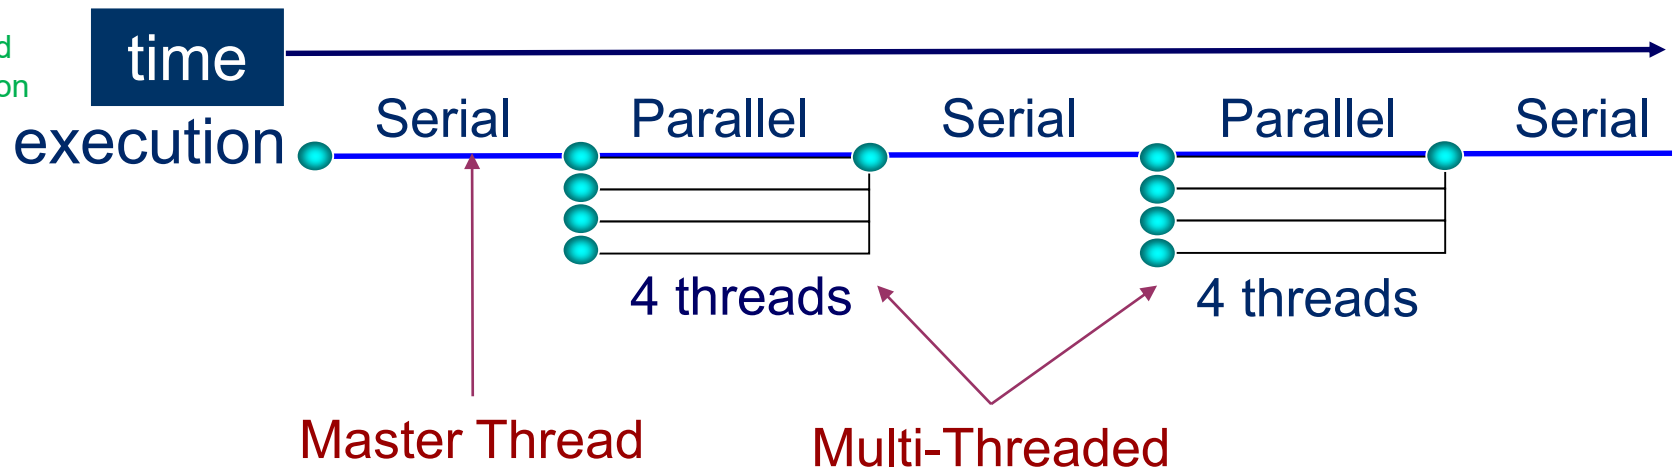 time
execution
Serial
Parallel
Serial
Parallel
Serial
4 threads
4 threads
Master Thread
Multi-Threaded